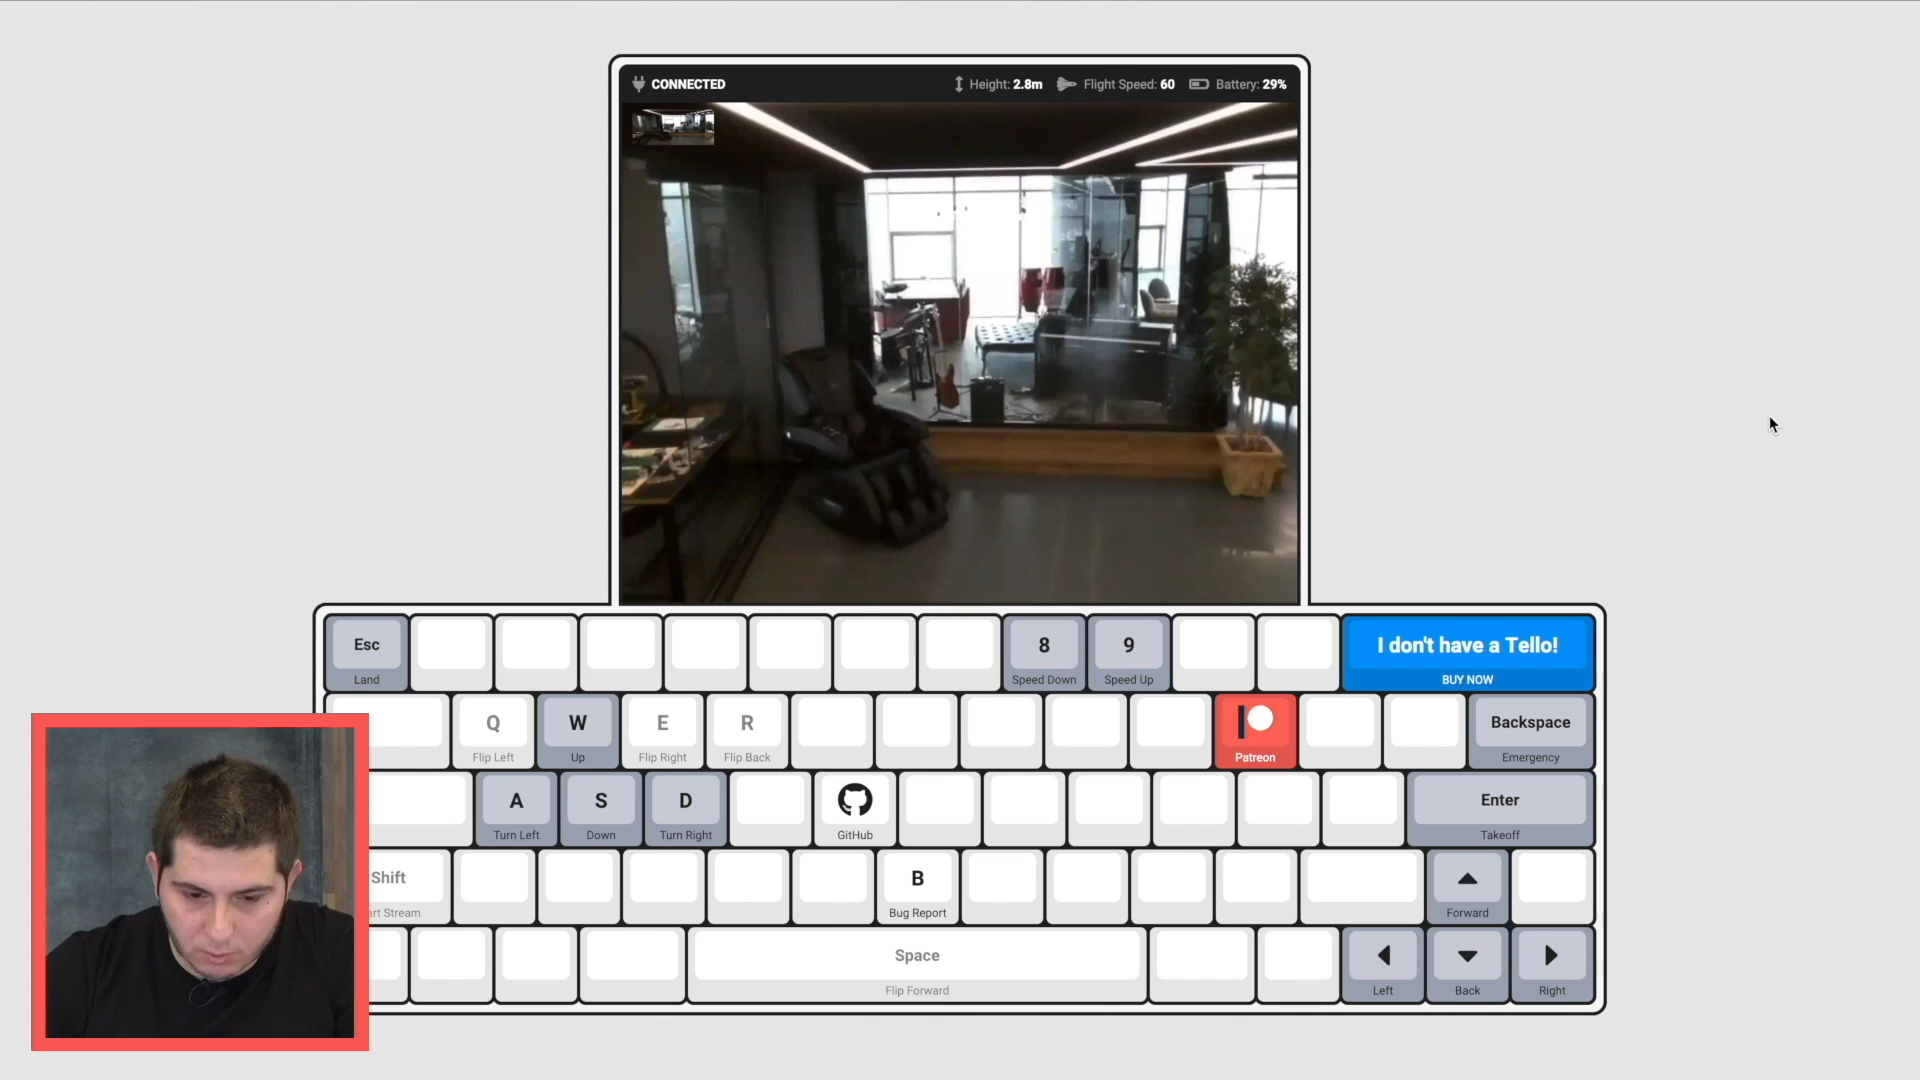 CONNECTED Height: 2.8m Flight Speed: 60 Battery: 29%
Esc 8 9 I don't have a Tello!
Land Speed Down Speed Up BUY NOW
Q W E R Backspace
Flip Left Up Flip Right Flip Back Patreon Emergency
A S D Enter
Turn Left Down Turn Right GitHub Takeoff
Shift B
art Stream Bug Report Forward
Space
Flip Forward Left Back Right